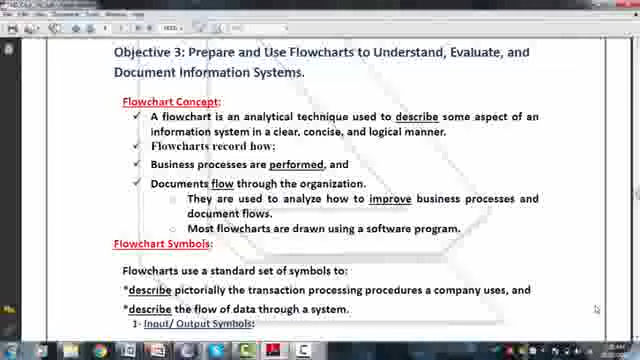 Objective 3: Prepare and Use Flowcharts to Understand, Evaluate, and
Document Information Systems.
Flowchart Concept:
✓ A flowchart is an analytical technique used to describe some aspect of an
information system in a clear, concise, and logical manner.
✓ Flowcharts record how;
✓ Business processes are performed, and
✓ Documents flow through the organization.
o They are used to analyze how to improve business processes and
document flows.
o Most flowcharts are drawn using a software program.
Flowchart Symbols:
Flowcharts use a standard set of symbols to:
*describe pictorially the transaction processing procedures a company uses, and
*describe the flow of data through a system.
1- Input/ Output Symbols: